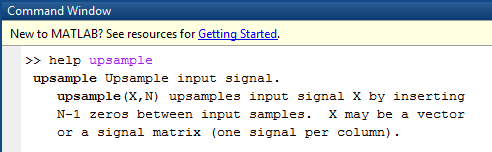 Command Window
New to MATLAB? See resources for Getting Started.
>> help upsample
upsample Upsample input signal.
upsample(X,N) upsamples input signal X by inserting
N-1 zeros between input samples.  X may be a vector
or a signal matrix (one signal per column).